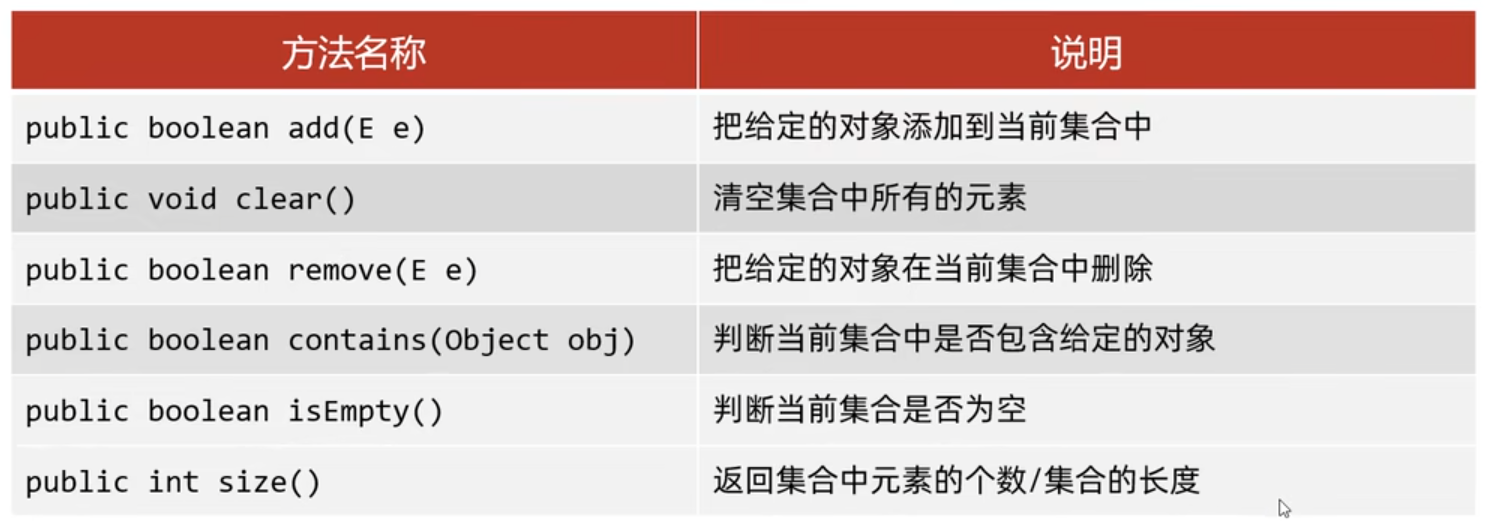 方法名称 说明
public boolean add(E e) 把给定的对象添加到当前集合中
public void clear() 清空集合中所有的元素
public boolean remove(E e) 把给定的对象在当前集合中删除
public boolean contains(Object obj) 判断当前集合中是否包含给定的对象
public boolean isEmpty() 判断当前集合是否为空
public int size() 返回集合中元素的个数/集合的长度